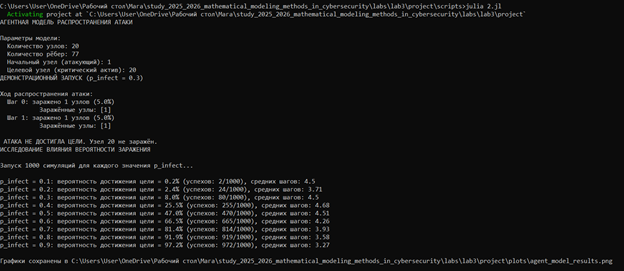 C:\Users\User\OneDrive\Рабочий стол\Мага\study_2025_2026_mathematical_modeling_methods_in_cybersecurity\labs\lab3\project\scripts>julia 2.jl
Activating project at `C:\Users\User\OneDrive\Рабочий стол\Мага\study_2025_2026_mathematical_modeling_methods_in_cybersecurity\labs\lab3\project`
АГЕНТНАЯ МОДЕЛЬ РАСПРОСТРАНЕНИЯ АТАКИ
Параметры модели:
Количество узлов: 20
Количество рёбер: 77
Начальный узел (атакующий): 1
Целевой узел (критический актив): 20
ДЕМОНСТРАЦИОННЫЙ ЗАПУСК (p_infect = 0.3)
Ход распространения атаки:
Шаг 0: заражено 1 узлов (5.0%)
Заражённые узлы: [1]
Шаг 1: заражено 1 узлов (5.0%)
Заражённые узлы: [1]
АТАКА НЕ ДОСТИГЛА ЦЕЛИ. Узел 20 не заражён.
ИССЛЕДОВАНИЕ ВЛИЯНИЯ ВЕРОЯТНОСТИ ЗАРАЖЕНИЯ
Запуск 1000 симуляций для каждого значения p_infect...
p_infect = 0.1: вероятность достижения цели = 0.2% (успехов: 2/1000), средних шагов: 4.5
p_infect = 0.2: вероятность достижения цели = 2.4% (успехов: 24/1000), средних шагов: 3.71
p_infect = 0.3: вероятность достижения цели = 8.0% (успехов: 80/1000), средних шагов: 4.5
p_infect = 0.4: вероятность достижения цели = 25.5% (успехов: 255/1000), средних шагов: 4.68
p_infect = 0.5: вероятность достижения цели = 47.0% (успехов: 470/1000), средних шагов: 4.51
p_infect = 0.6: вероятность достижения цели = 66.5% (успехов: 665/1000), средних шагов: 4.26
p_infect = 0.7: вероятность достижения цели = 81.4% (успехов: 814/1000), средних шагов: 3.93
p_infect = 0.8: вероятность достижения цели = 91.9% (успехов: 919/1000), средних шагов: 3.58
p_infect = 0.9: вероятность достижения цели = 97.2% (успехов: 972/1000), средних шагов: 3.27
Графики сохранены в C:\Users\User\OneDrive\Рабочий стол\Мага\study_2025_2026_mathematical_modeling_methods_in_cybersecurity\labs\lab3\project\plots\agent_model_results.png